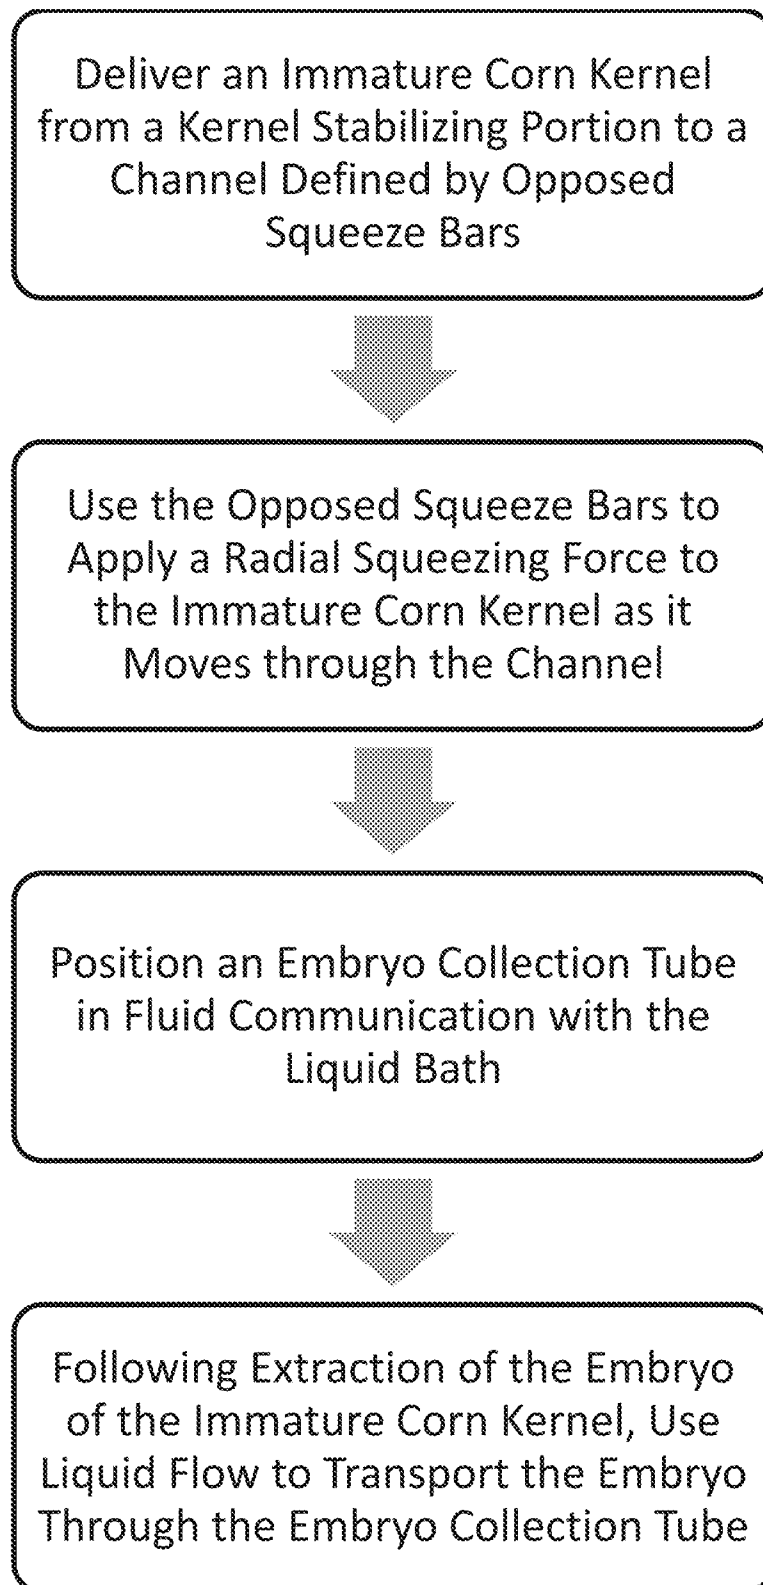 Deliver an Immature Corn Kernel
from a Kernel Stabilizing Portion to a
Channel Defined by Opposed
Squeeze Bars
Use the Opposed Squeeze Bars to
Apply a Radial Squeezing Force to
the Immature Corn Kernel as it
Moves through the Channel
Position an Embryo Collection Tube
in Fluid Communication with the
Liquid Bath
Following Extraction of the Embryo
of the Immature Corn Kernel, Use
Liquid Flow to Transport the Embryo
Through the Embryo Collection Tube